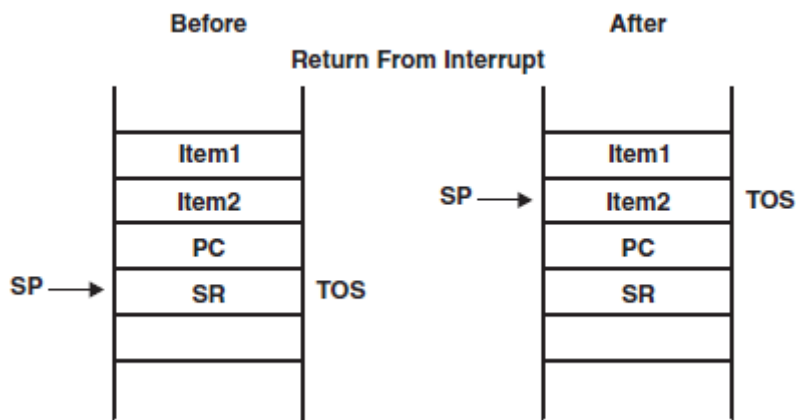 Before
After
Return From Interrupt
Item1
Item1
SP
Item2
Item2
TOS
PC
PC
SP
SR
TOS
SR